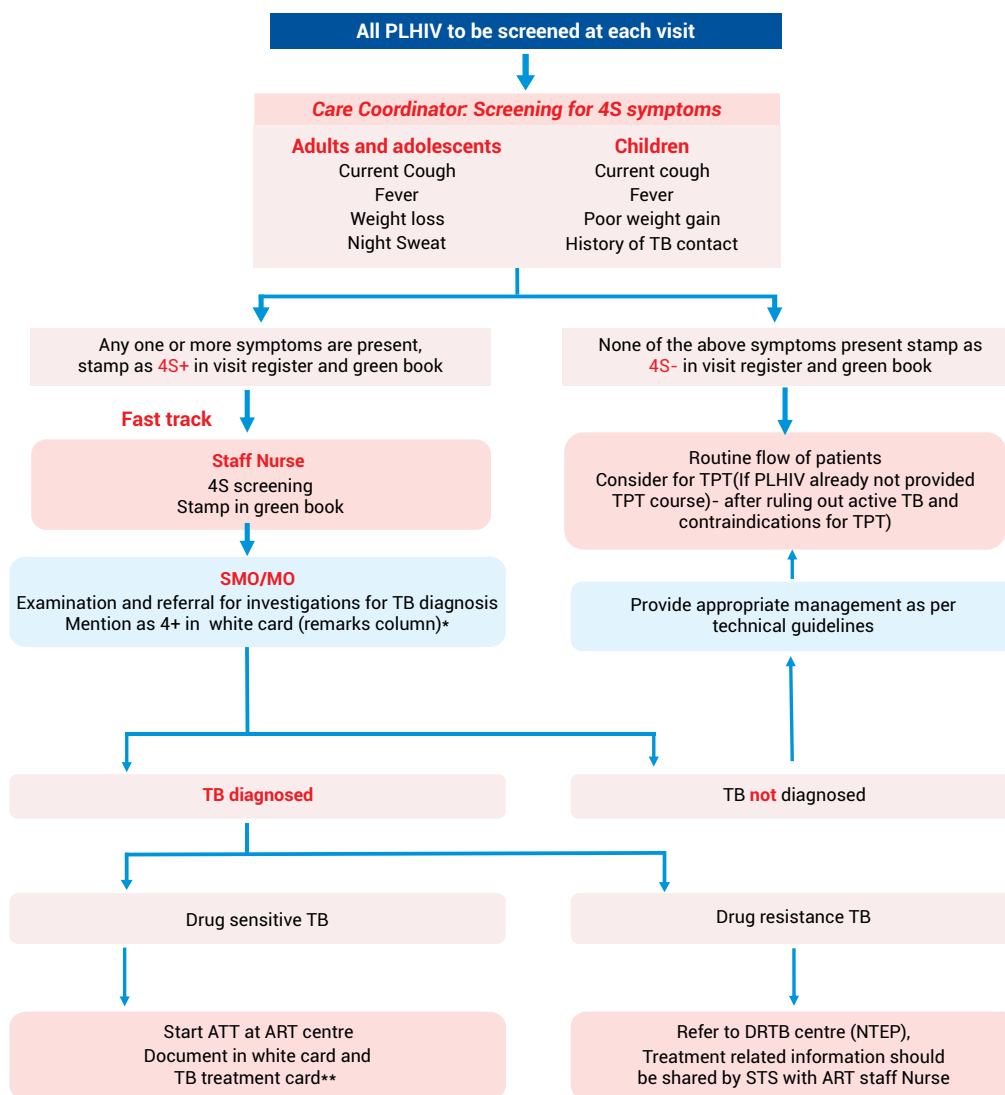 All PLHIV to be screened at each visit
Care Coordinator: Screening for 4S symptoms
Adults and adolescents
Current Cough
Fever
Weight loss
Night Sweat
Children
Current cough
Fever
Poor weight gain
History of TB contact
Any one or more symptoms are present,
stamp as 4S+ in visit register and green book
None of the above symptoms present stamp as
4S- in visit register and green book
Fast track
Staff Nurse
4S screening
Stamp in green book
Routine flow of patients
Consider for TPT(If PLHIV already not provided
TPT course)- after ruling out active TB and
contraindications for TPT)
SMO/MO
Examination and referral for investigations for TB diagnosis
Mention as 4+ in white card (remarks column)*
Provide appropriate management as per
technical guidelines
TB diagnosed
TB not diagnosed
Drug sensitive TB
Drug resistance TB
Start ATT at ART centre
Document in white card and
TB treatment card**
Refer to DRTB centre (NTEP),
Treatment related information should
be shared by STS with ART staff Nurse